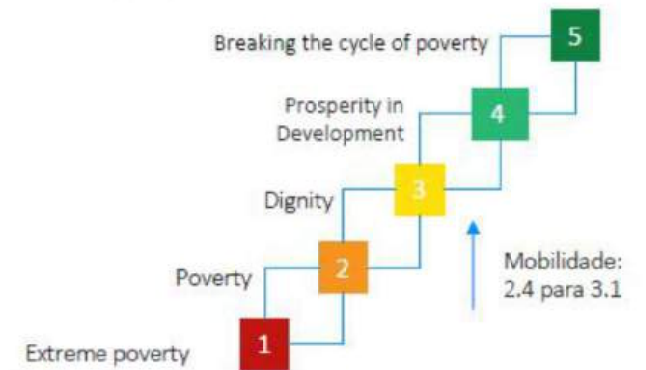 Breaking the cycle of poverty
5
Prosperity in
Development
4
Dignity
3
Poverty
2
Mobilidade:
2.4 para 3.1
Extreme poverty
1